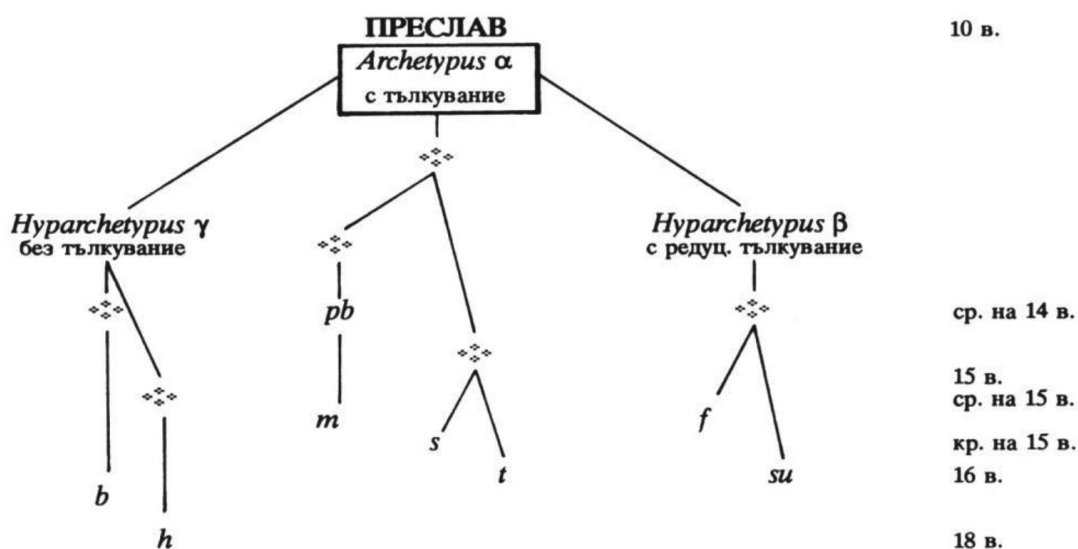 ПРЕСЛАВ 10 в.
Archetypus α
с тълкуване
Hyparchetypus γ Hyparchetypus β
без тълкуване с редуц. тълкуване
pb ср. на 14 в.
15 в.
m f ср. на 15 в.
s кр. на 15 в.
b t su 16 в.
h 18 в.